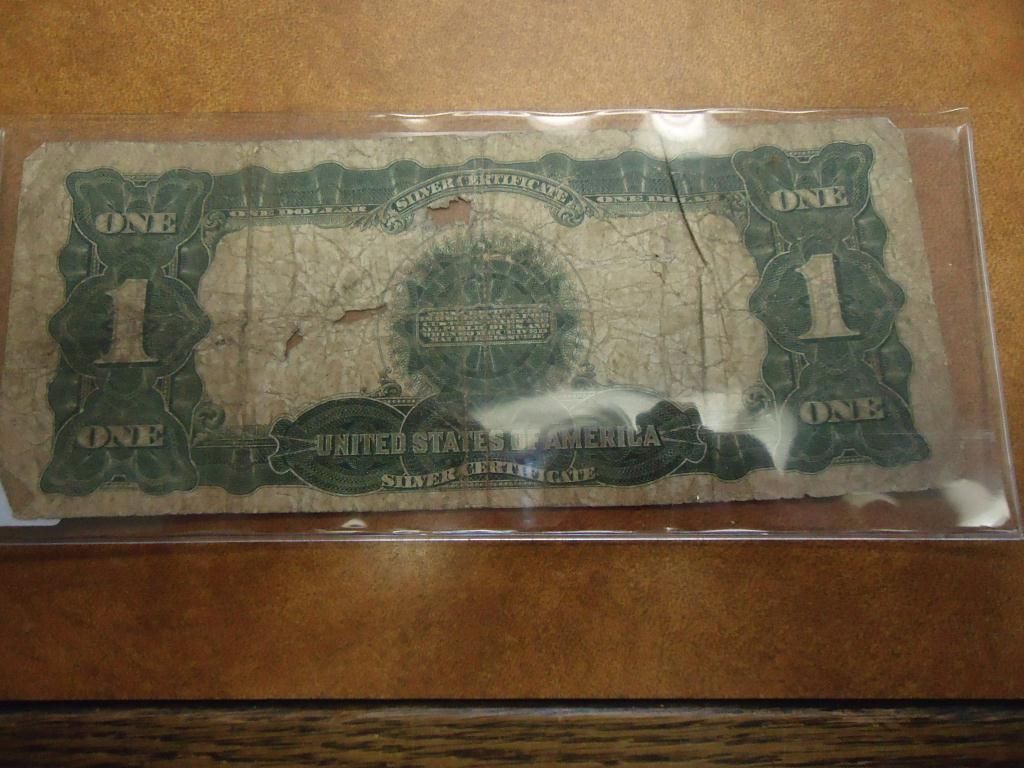 SILVER CERTIFICATE
ONE DOLLAR
ONE DOLLAR
ONE
ONE
1
1
ONE
ONE
UNITED STATES OF AMERICA
SILVER CERTIFICATE